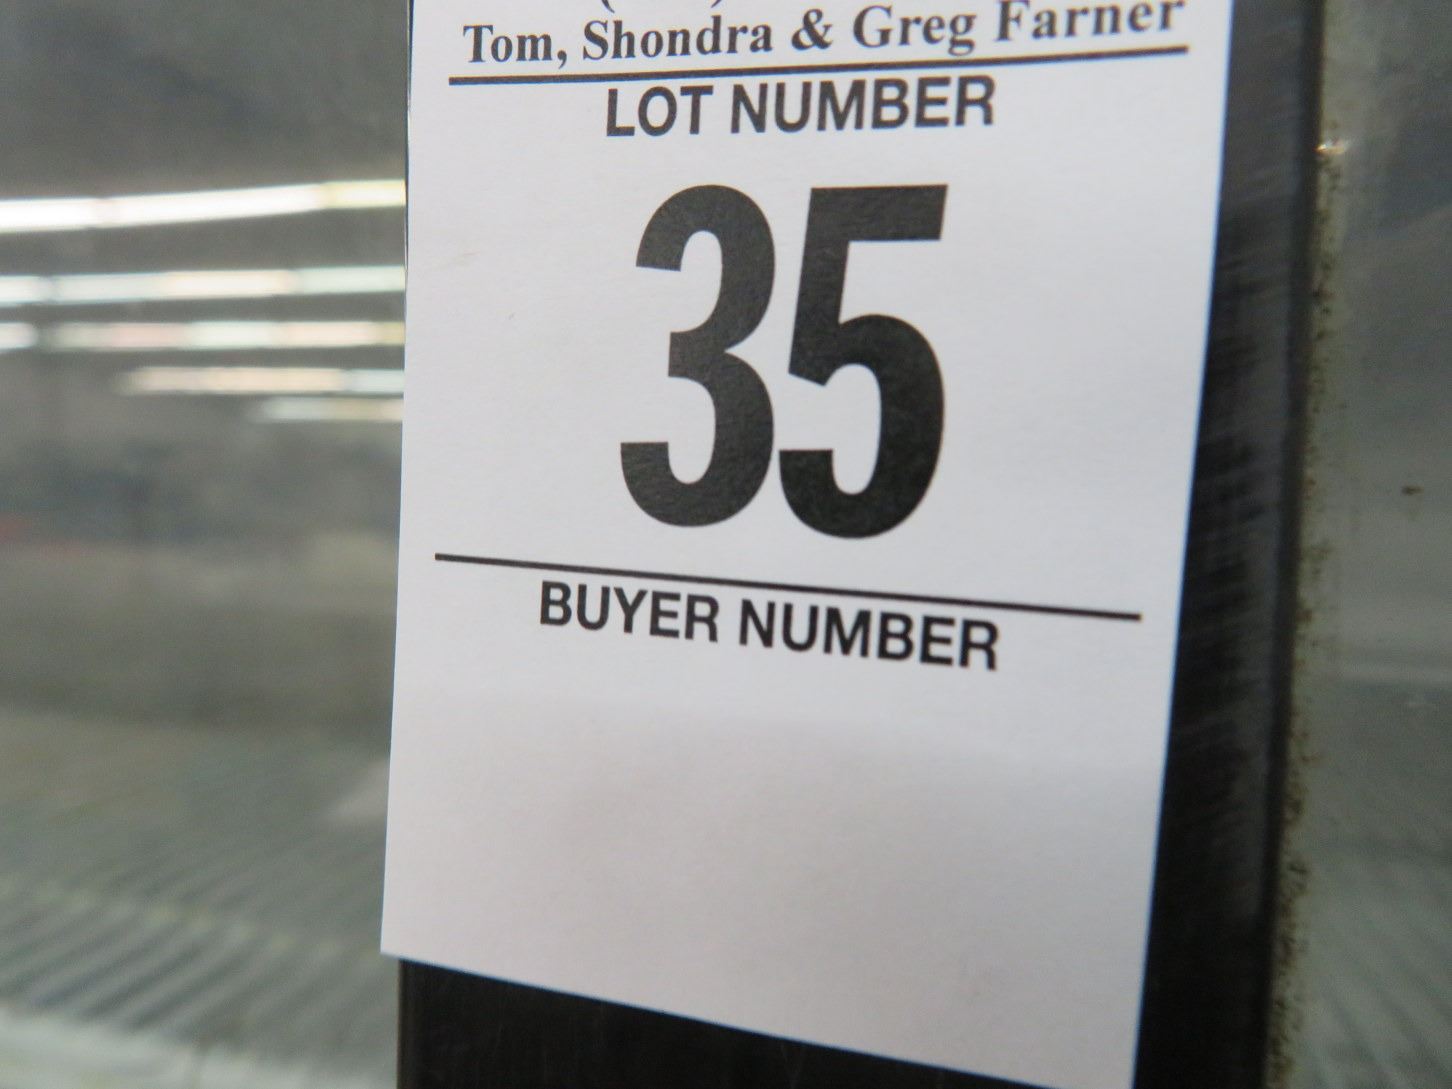 Tom, Shondra & Greg Farner
LOT NUMBER
35
BUYER NUMBER